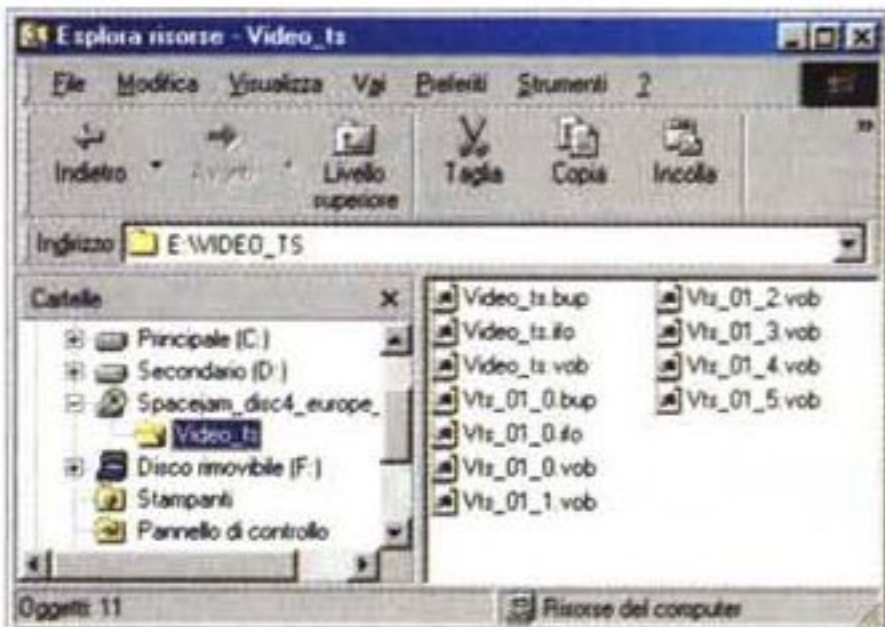 Esplora risorse - Video_ts
File Modifica Visualizza Vai Preferiti Strumenti ?
Indietro Avanti Livello superiore Taglia Copia Incolla »
Indirizzo E:\VIDEO_TS
Cartelle
Principale (C:)
Secondario (D:)
Spacejam_disc4_europe_
Video_ts
Disco rimovibile (F:)
Stampanti
Pannello di controllo
Video_ts.bup
Video_ts.ifo
Video_ts.vob
Vts_01_0.bup
Vts_01_0.ifo
Vts_01_0.vob
Vts_01_1.vob
Vts_01_2.vob
Vts_01_3.vob
Vts_01_4.vob
Vts_01_5.vob
Oggetti: 11
Risorse del computer